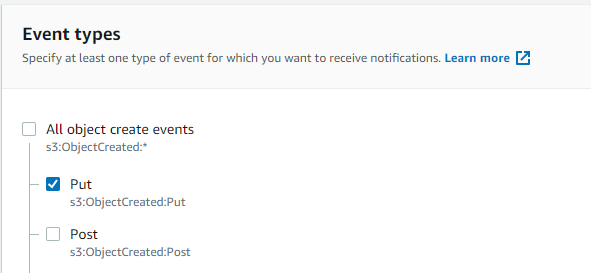 Event types
Specify at least one type of event for which you want to receive notifications. Learn more
All object create events
s3:ObjectCreated:*
Put
s3:ObjectCreated:Put
Post
s3:ObjectCreated:Post